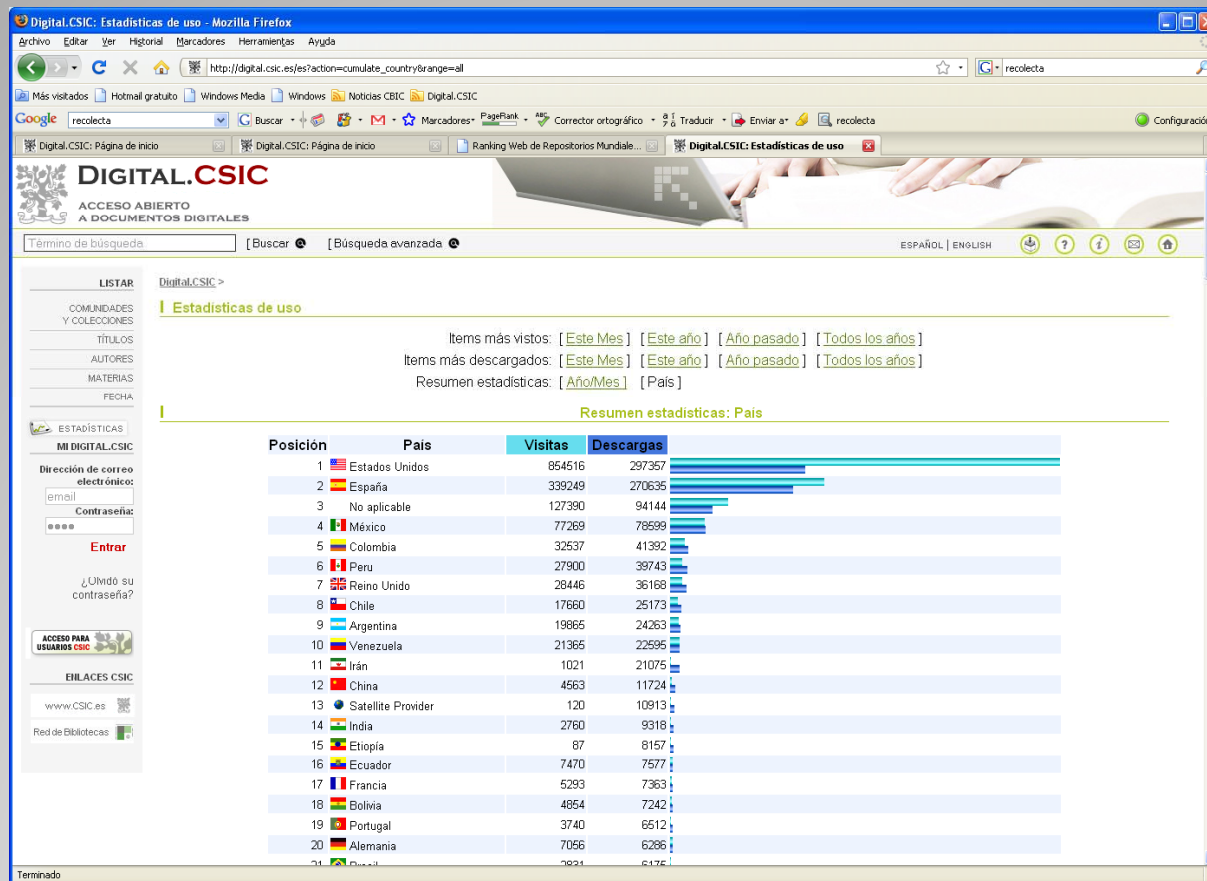 Digital.CSIC: Estadísticas de uso - Mozilla Firefox
Archivo Editar Ver Historial Marcadores Herramientas Ayuda
http://digital.csic.es/es?action=cumulate_country&range=all
recolecta
Más visitados Hotmail gratuito Windows Media Windows Noticias CBIC Digital.CSIC
Google recolecta Buscar Marcadores PageRank ABC Corrector ortográfico Traducir Enviar a recolecta Configuración
Digital.CSIC: Página de inicio Digital.CSIC: Página de inicio Ranking Web de Repositorios Mundiale... Digital.CSIC: Estadísticas de uso
DIGITAL.CSIC
ACCESO ABIERTO
A DOCUMENTOS DIGITALES
Término de búsqueda [Buscar [Búsqueda avanzada ESPAÑOL | ENGLISH
LISTAR
COMUNIDADES
Y COLECCIONES
TÍTULOS
AUTORES
MATERIAS
FECHA
ESTADÍSTICAS
MI DIGITAL.CSIC
Dirección de correo
electrónico:
email
Contraseña:
Entrar
¿Olvidó su
contraseña?
ACCESO PARA
USUARIOS CSIC
ENLACES CSIC
www.CSIC.es
Red de Bibliotecas
Digital.CSIC >
Estadísticas de uso
Items más vistos: [Este Mes] [Este año] [Año pasado] [Todos los años]
Items más descargados: [Este Mes] [Este año] [Año pasado] [Todos los años]
Resumen estadísticas: [Año/Mes] [País]
Resumen estadísticas: País
Posición País Visitas Descargas
1 Estados Unidos 854516 297357
2 España 339249 270635
3 No aplicable 127390 94144
4 México 77269 78599
5 Colombia 32537 41392
6 Peru 27900 39743
7 Reino Unido 28446 36168
8 Chile 17660 25173
9 Argentina 19865 24263
10 Venezuela 21365 22595
11 Irán 1021 21075
12 China 4563 11724
13 Satellite Provider 120 10913
14 India 2760 9318
15 Etiopía 87 8157
16 Ecuador 7470 7577
17 Francia 5293 7363
18 Bolivia 4854 7242
19 Portugal 3740 6512
20 Alemania 7056 6286
21 Brasil 2831 6175
Terminado